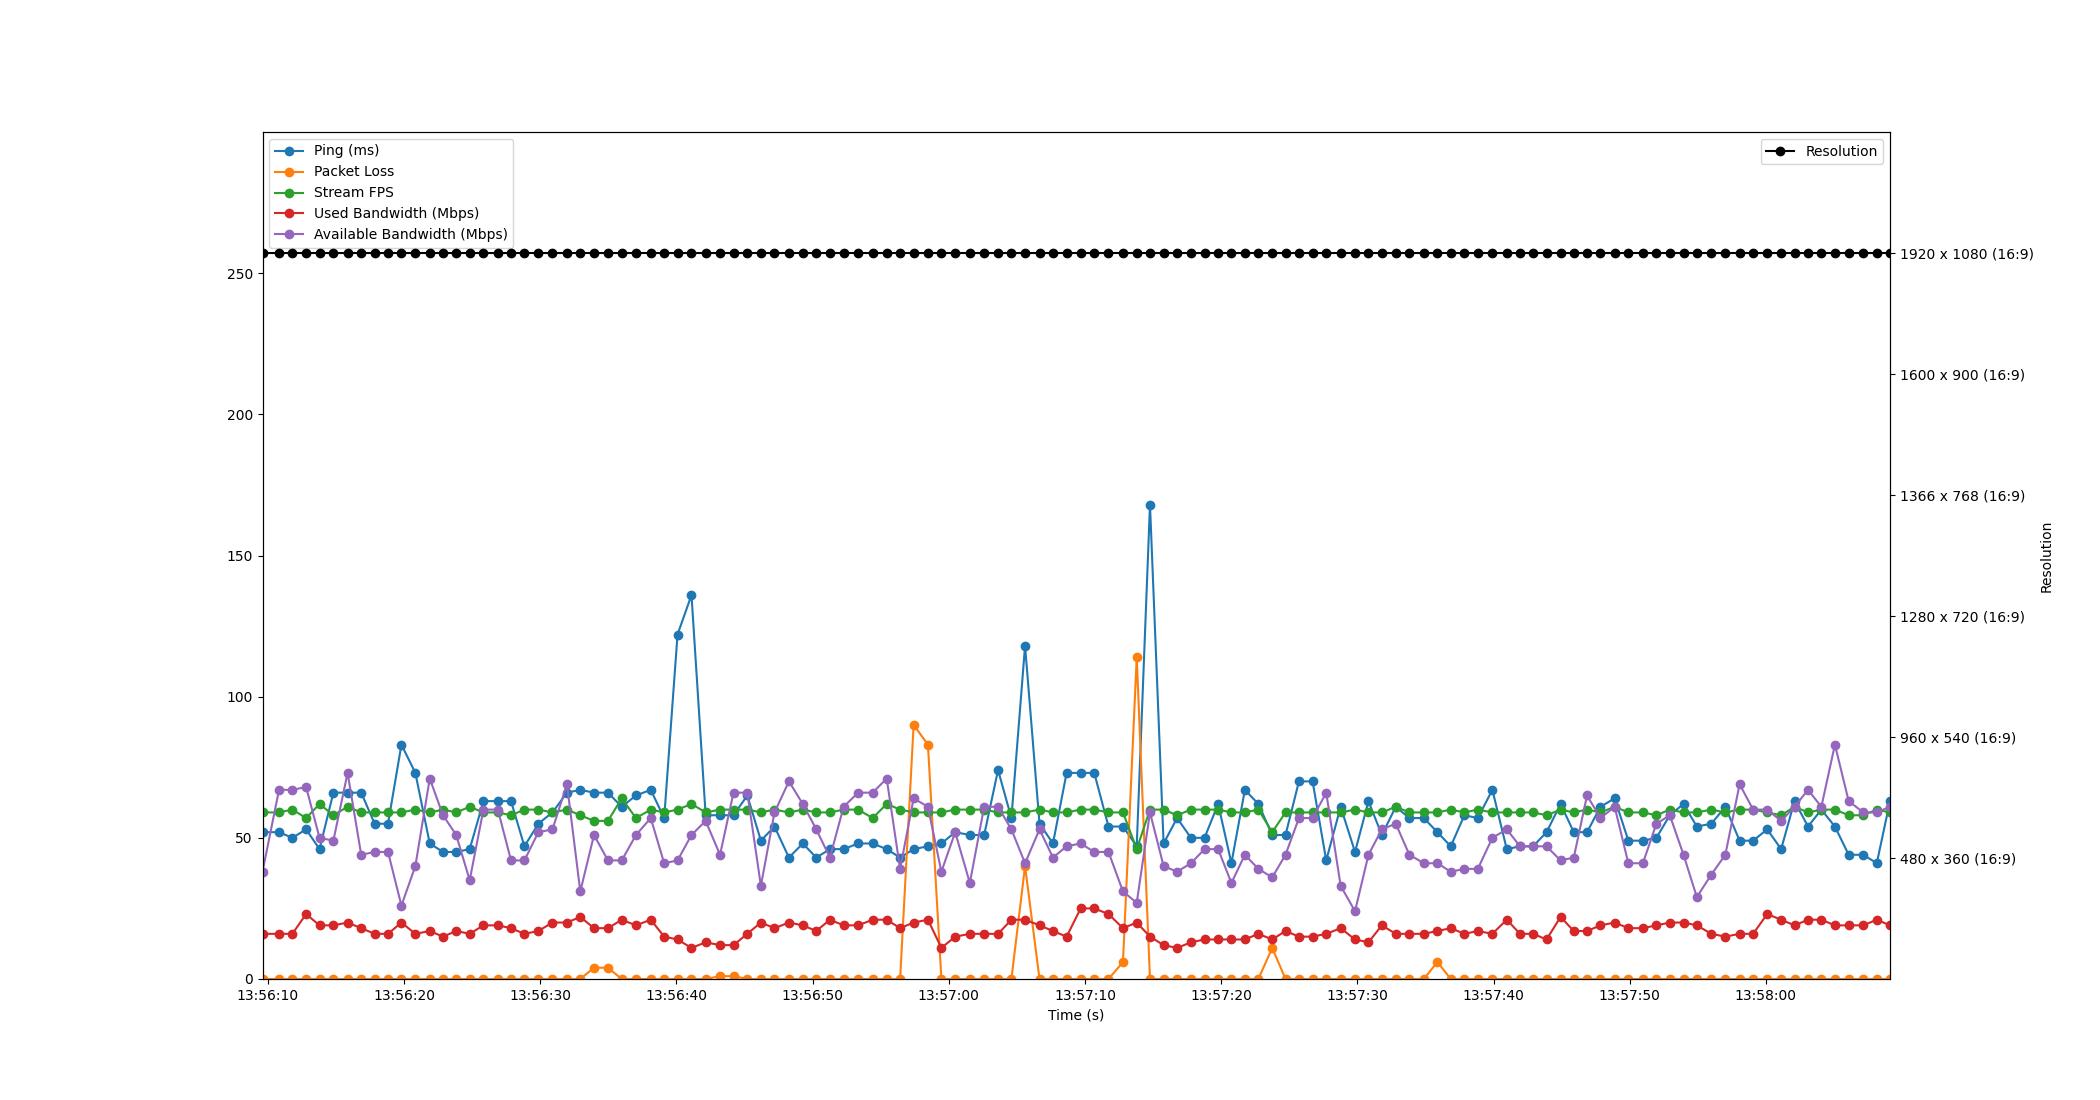 Ping (ms)
Packet Loss
Stream FPS
Used Bandwidth (Mbps)
Available Bandwidth (Mbps)
Resolution
250
200
150
100
50
0
1920 x 1080 (16:9)
1600 x 900 (16:9)
1366 x 768 (16:9)
1280 x 720 (16:9)
960 x 540 (16:9)
480 x 360 (16:9)
Resolution
13:56:10 13:56:20 13:56:30 13:56:40 13:56:50 13:57:00 13:57:10 13:57:20 13:57:30 13:57:40 13:57:50 13:58:00
Time (s)